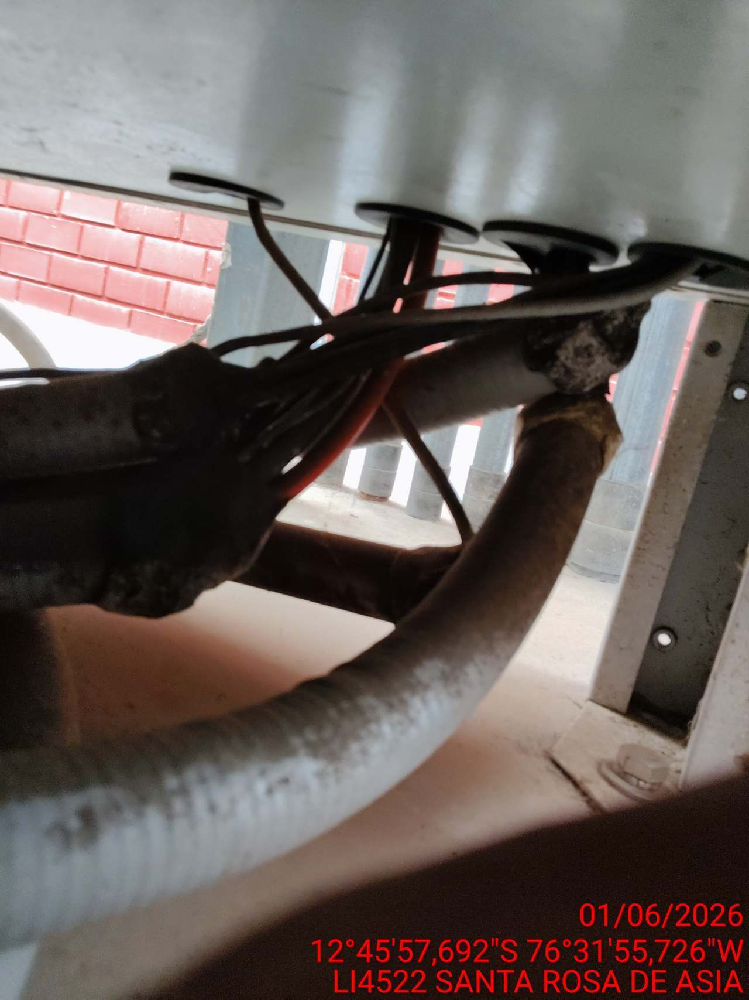 01/06/2026
12°45'57,692"S 76°31'55,726"W
LI4522 SANTA ROSA DE ASIA